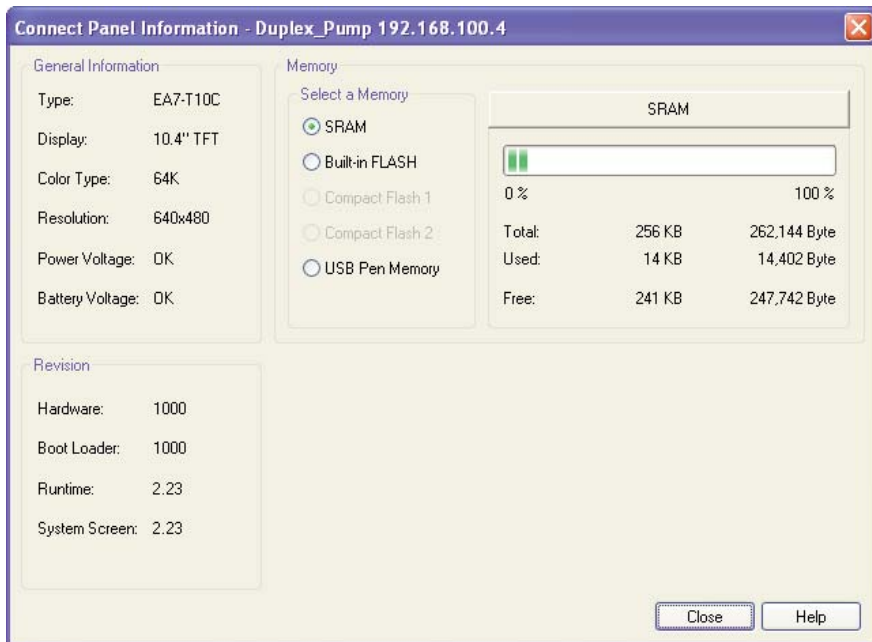 Connect Panel Information - Duplex_Pump 192.168.100.4
General Information
Type: EA7-T10C
Display: 10.4" TFT
Color Type: 64K
Resolution: 640x480
Power Voltage: OK
Battery Voltage: OK
Memory
Select a Memory
SRAM
Built-in FLASH
Compact Flash 1
Compact Flash 2
USB Pen Memory
SRAM
0 % 100 %
Total: 256 KB 262,144 Byte
Used: 14 KB 14,402 Byte
Free: 241 KB 247,742 Byte
Revision
Hardware: 1000
Boot Loader: 1000
Runtime: 2.23
System Screen: 2.23
Close Help